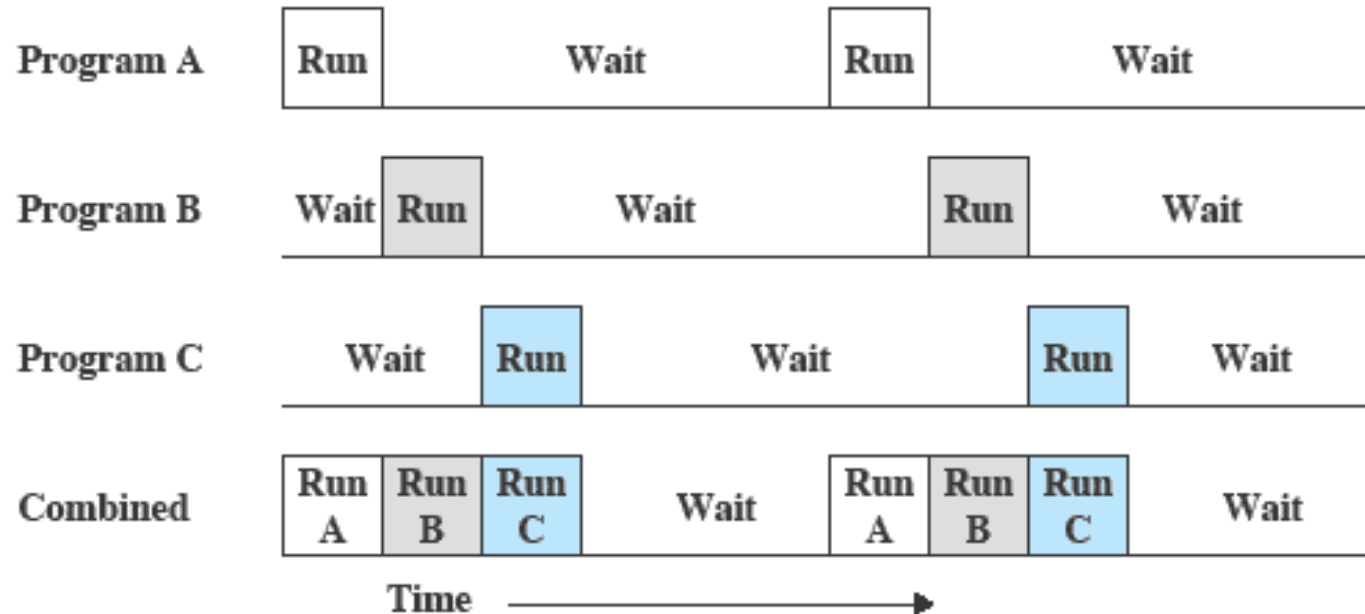 Program A Run Wait Run Wait
Program B Wait Run Wait Run Wait
Program C Wait Run Wait Run Wait
Combined Run A Run B Run C Wait Run A Run B Run C Wait
Time